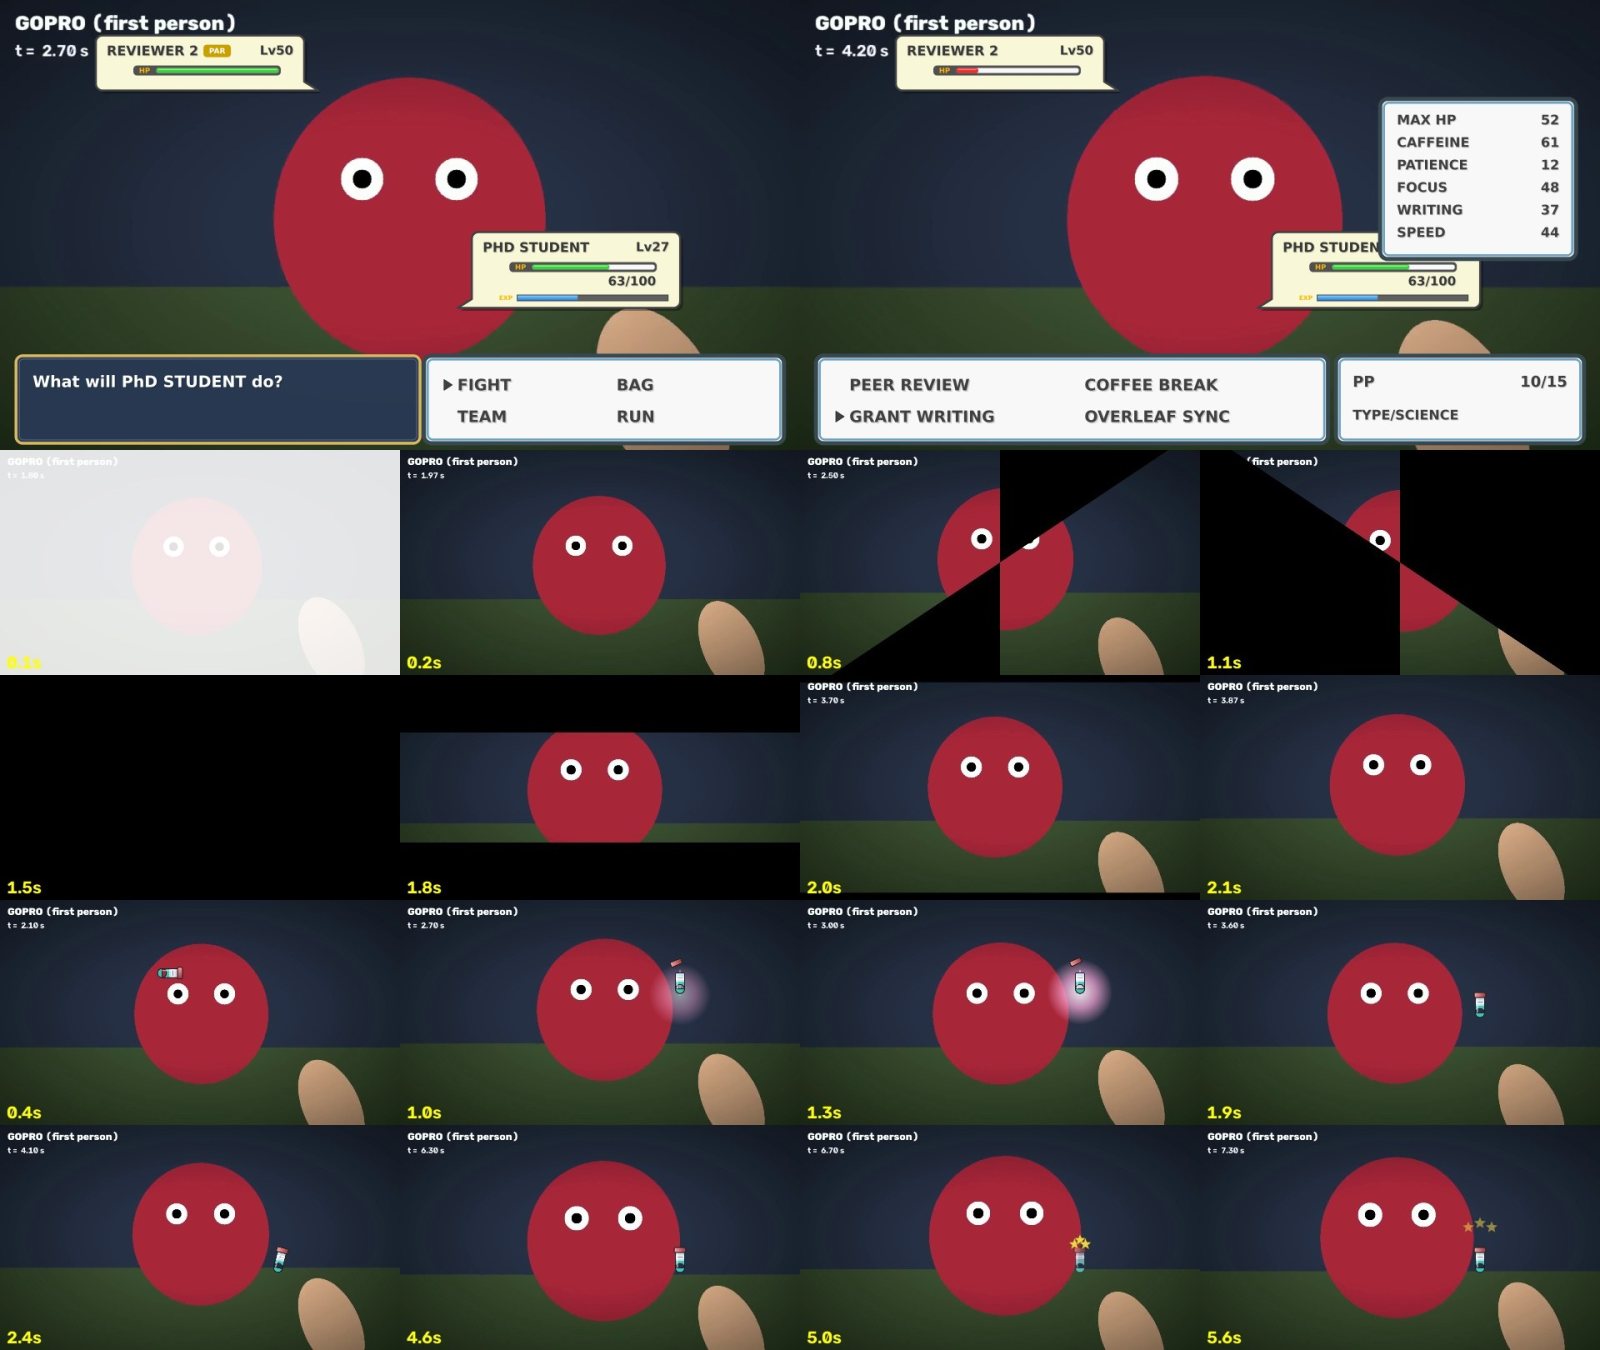 GOPRO (first person)
t = 2.70 s
REVIEWER 2 PAR Lv50
HP
PHD STUDENT Lv27
HP
63/100
EXP
What will PhD STUDENT do?
FIGHT BAG
TEAM RUN
GOPRO (first person)
t = 4.20 s
REVIEWER 2 Lv50
HP
MAX HP 52
CAFFEINE 61
PATIENCE 12
FOCUS 48
WRITING 37
SPEED 44
PHD STUDEN
HP
63/100
EXP
PEER REVIEW COFFEE BREAK
GRANT WRITING OVERLEAF SYNC
PP 10/15
TYPE/SCIENCE
GOPRO (first person)
t = 1.80 s
0.1s
GOPRO (first person)
t = 1.97 s
0.2s
GOPRO (first person)
t = 2.50 s
0.8s
(first person)
1.1s
1.5s
1.8s
GOPRO (first person)
t = 3.70 s
2.0s
GOPRO (first person)
t = 3.87 s
2.1s
GOPRO (first person)
t = 2.10 s
0.4s
GOPRO (first person)
t = 2.70 s
1.0s
GOPRO (first person)
t = 3.00 s
1.3s
GOPRO (first person)
t = 3.60 s
1.9s
GOPRO (first person)
t = 4.10 s
2.4s
GOPRO (first person)
t = 6.30 s
4.6s
GOPRO (first person)
t = 6.70 s
5.0s
GOPRO (first person)
t = 7.30 s
5.6s